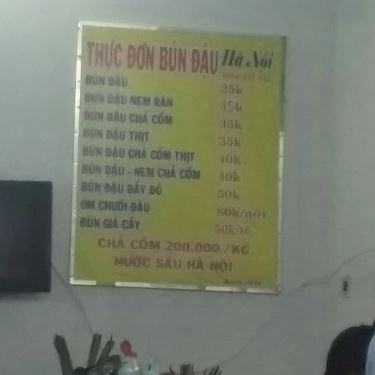 THỰC ĐƠN BÚN ĐẬU Hà Nội
BÚN ĐẬU 25k
BÚN ĐẬU NEM RÁN 35k
BÚN ĐẬU CHẢ CỐM 35k
BÚN ĐẬU THỊT 35k
BÚN ĐẬU CHẢ CỐM THỊT 40k
BÚN ĐẬU - NEM CHẢ CỐM 40k
BÚN ĐẬU ĐẦY ĐỦ 50k
OM CHUỐI ĐẬU 80k/nồi
BÚN GIẢ CẦY 50k/tô
CHẢ CỐM 200.000 /KG
NƯỚC SẤU HÀ NỘI